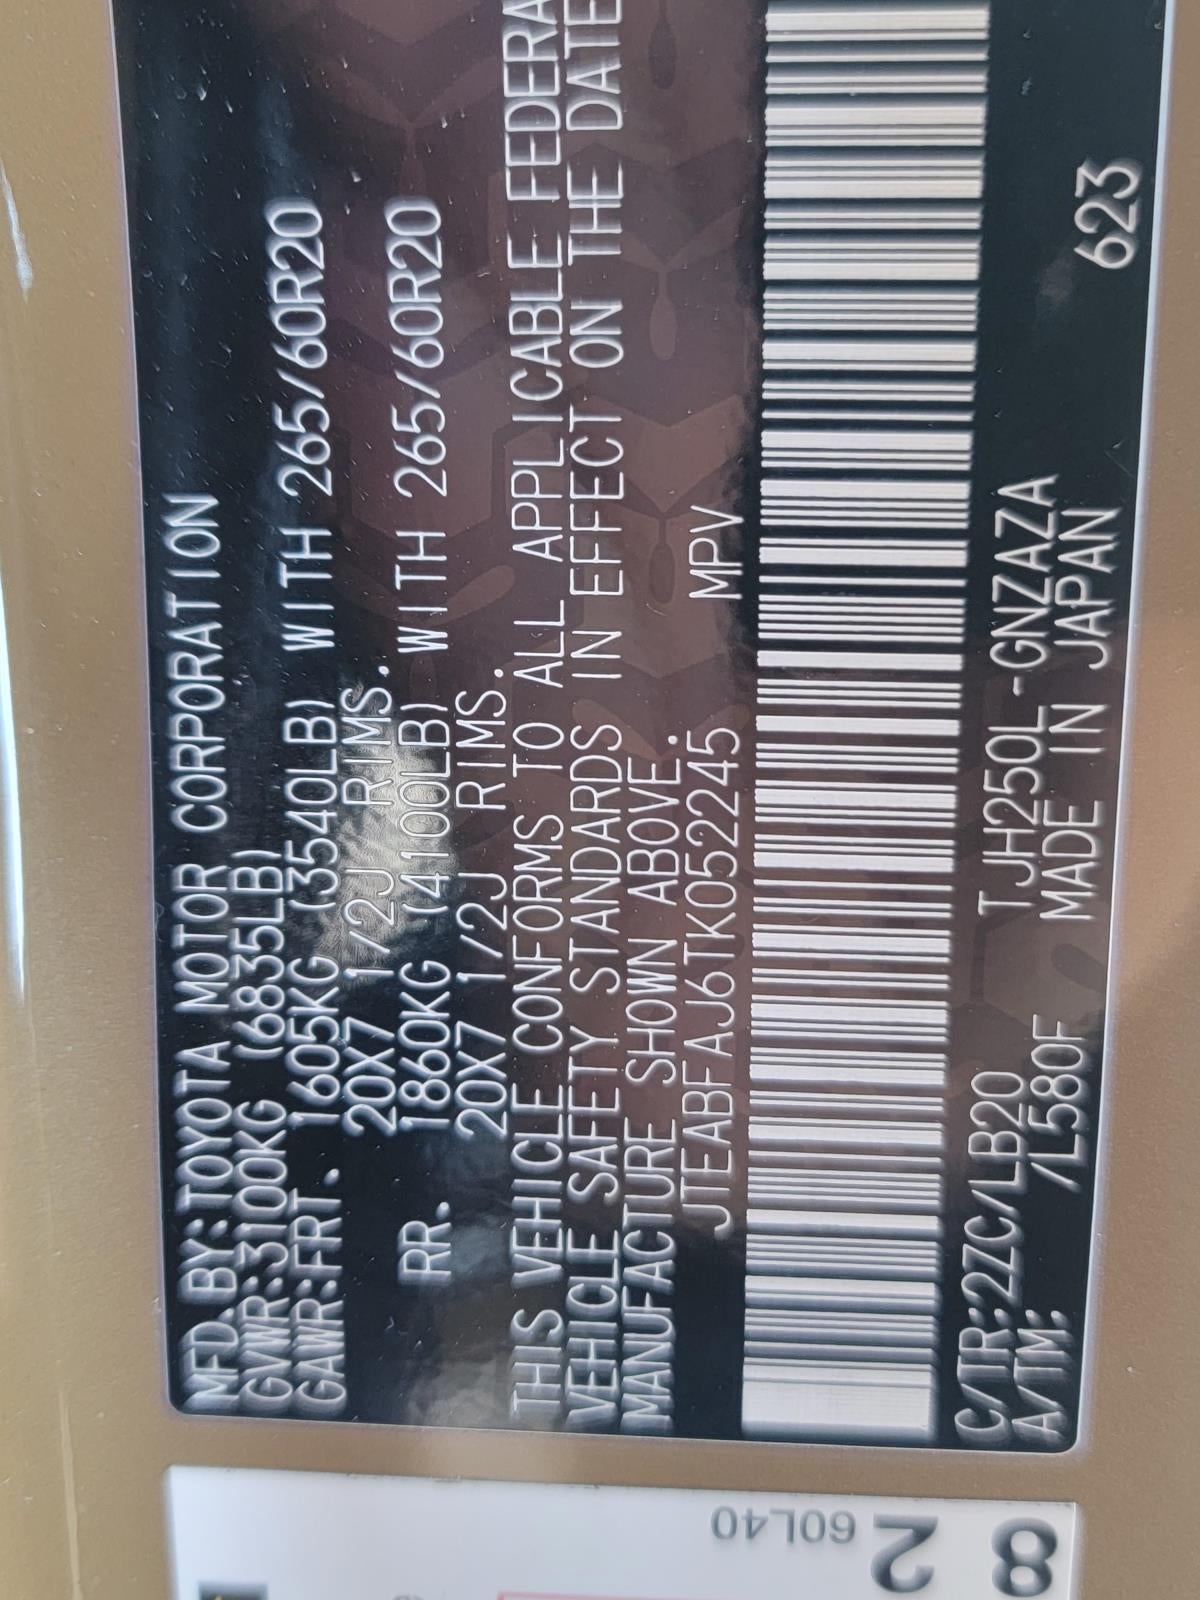 MFD.BY:TOYOTA MOTOR CORPORATION
GVWR:3100KG (6835LB)
GAWR:FRT. 1605KG (3540LB) WITH 265/60R20
20X7 1/2J RIMS.
RR. 1860KG (4100LB) WITH 265/60R20
20X7 1/2J RIMS.
THIS VEHICLE CONFORMS TO ALL APPLICABLE FEDERA
VEHICLE SAFETY STANDARDS IN EFFECT ON THE DATE
MANUFACTURE SHOWN ABOVE.
JTEABFAJ6TK052245 MPV
C/TR:2ZC/LB20 TJH250L-GNZAZA
A/TM: /L580F MADE IN JAPAN 623
60L40
2
8